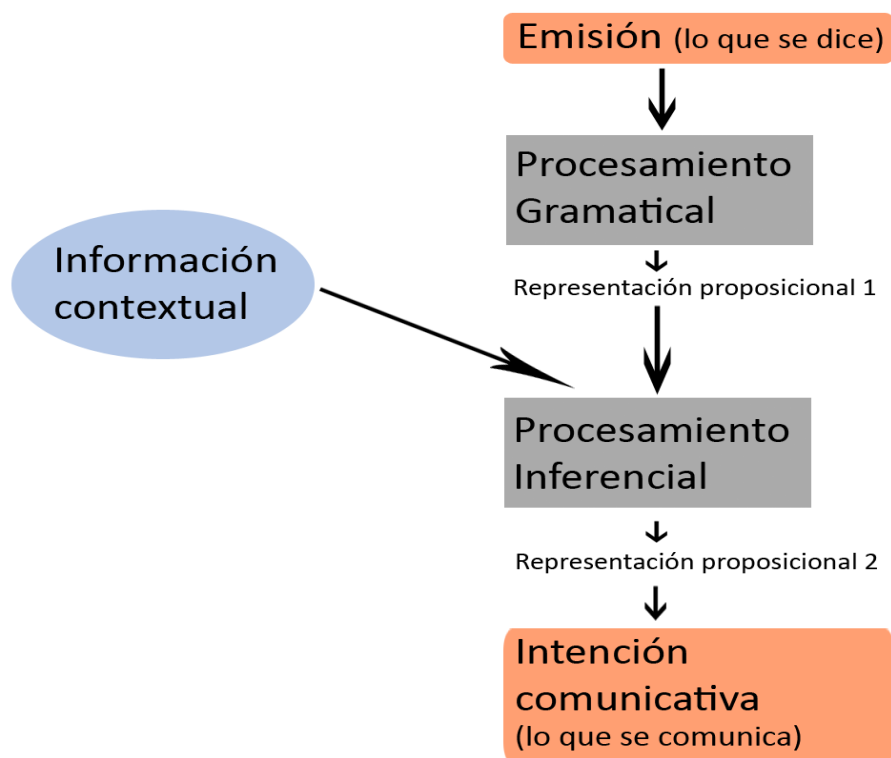 Emisión (lo que se dice)
Procesamiento
Gramatical
Información
contextual
Representación proposicional 1
Procesamiento
Inferencial
Representación proposicional 2
Intención
comunicativa
(lo que se comunica)